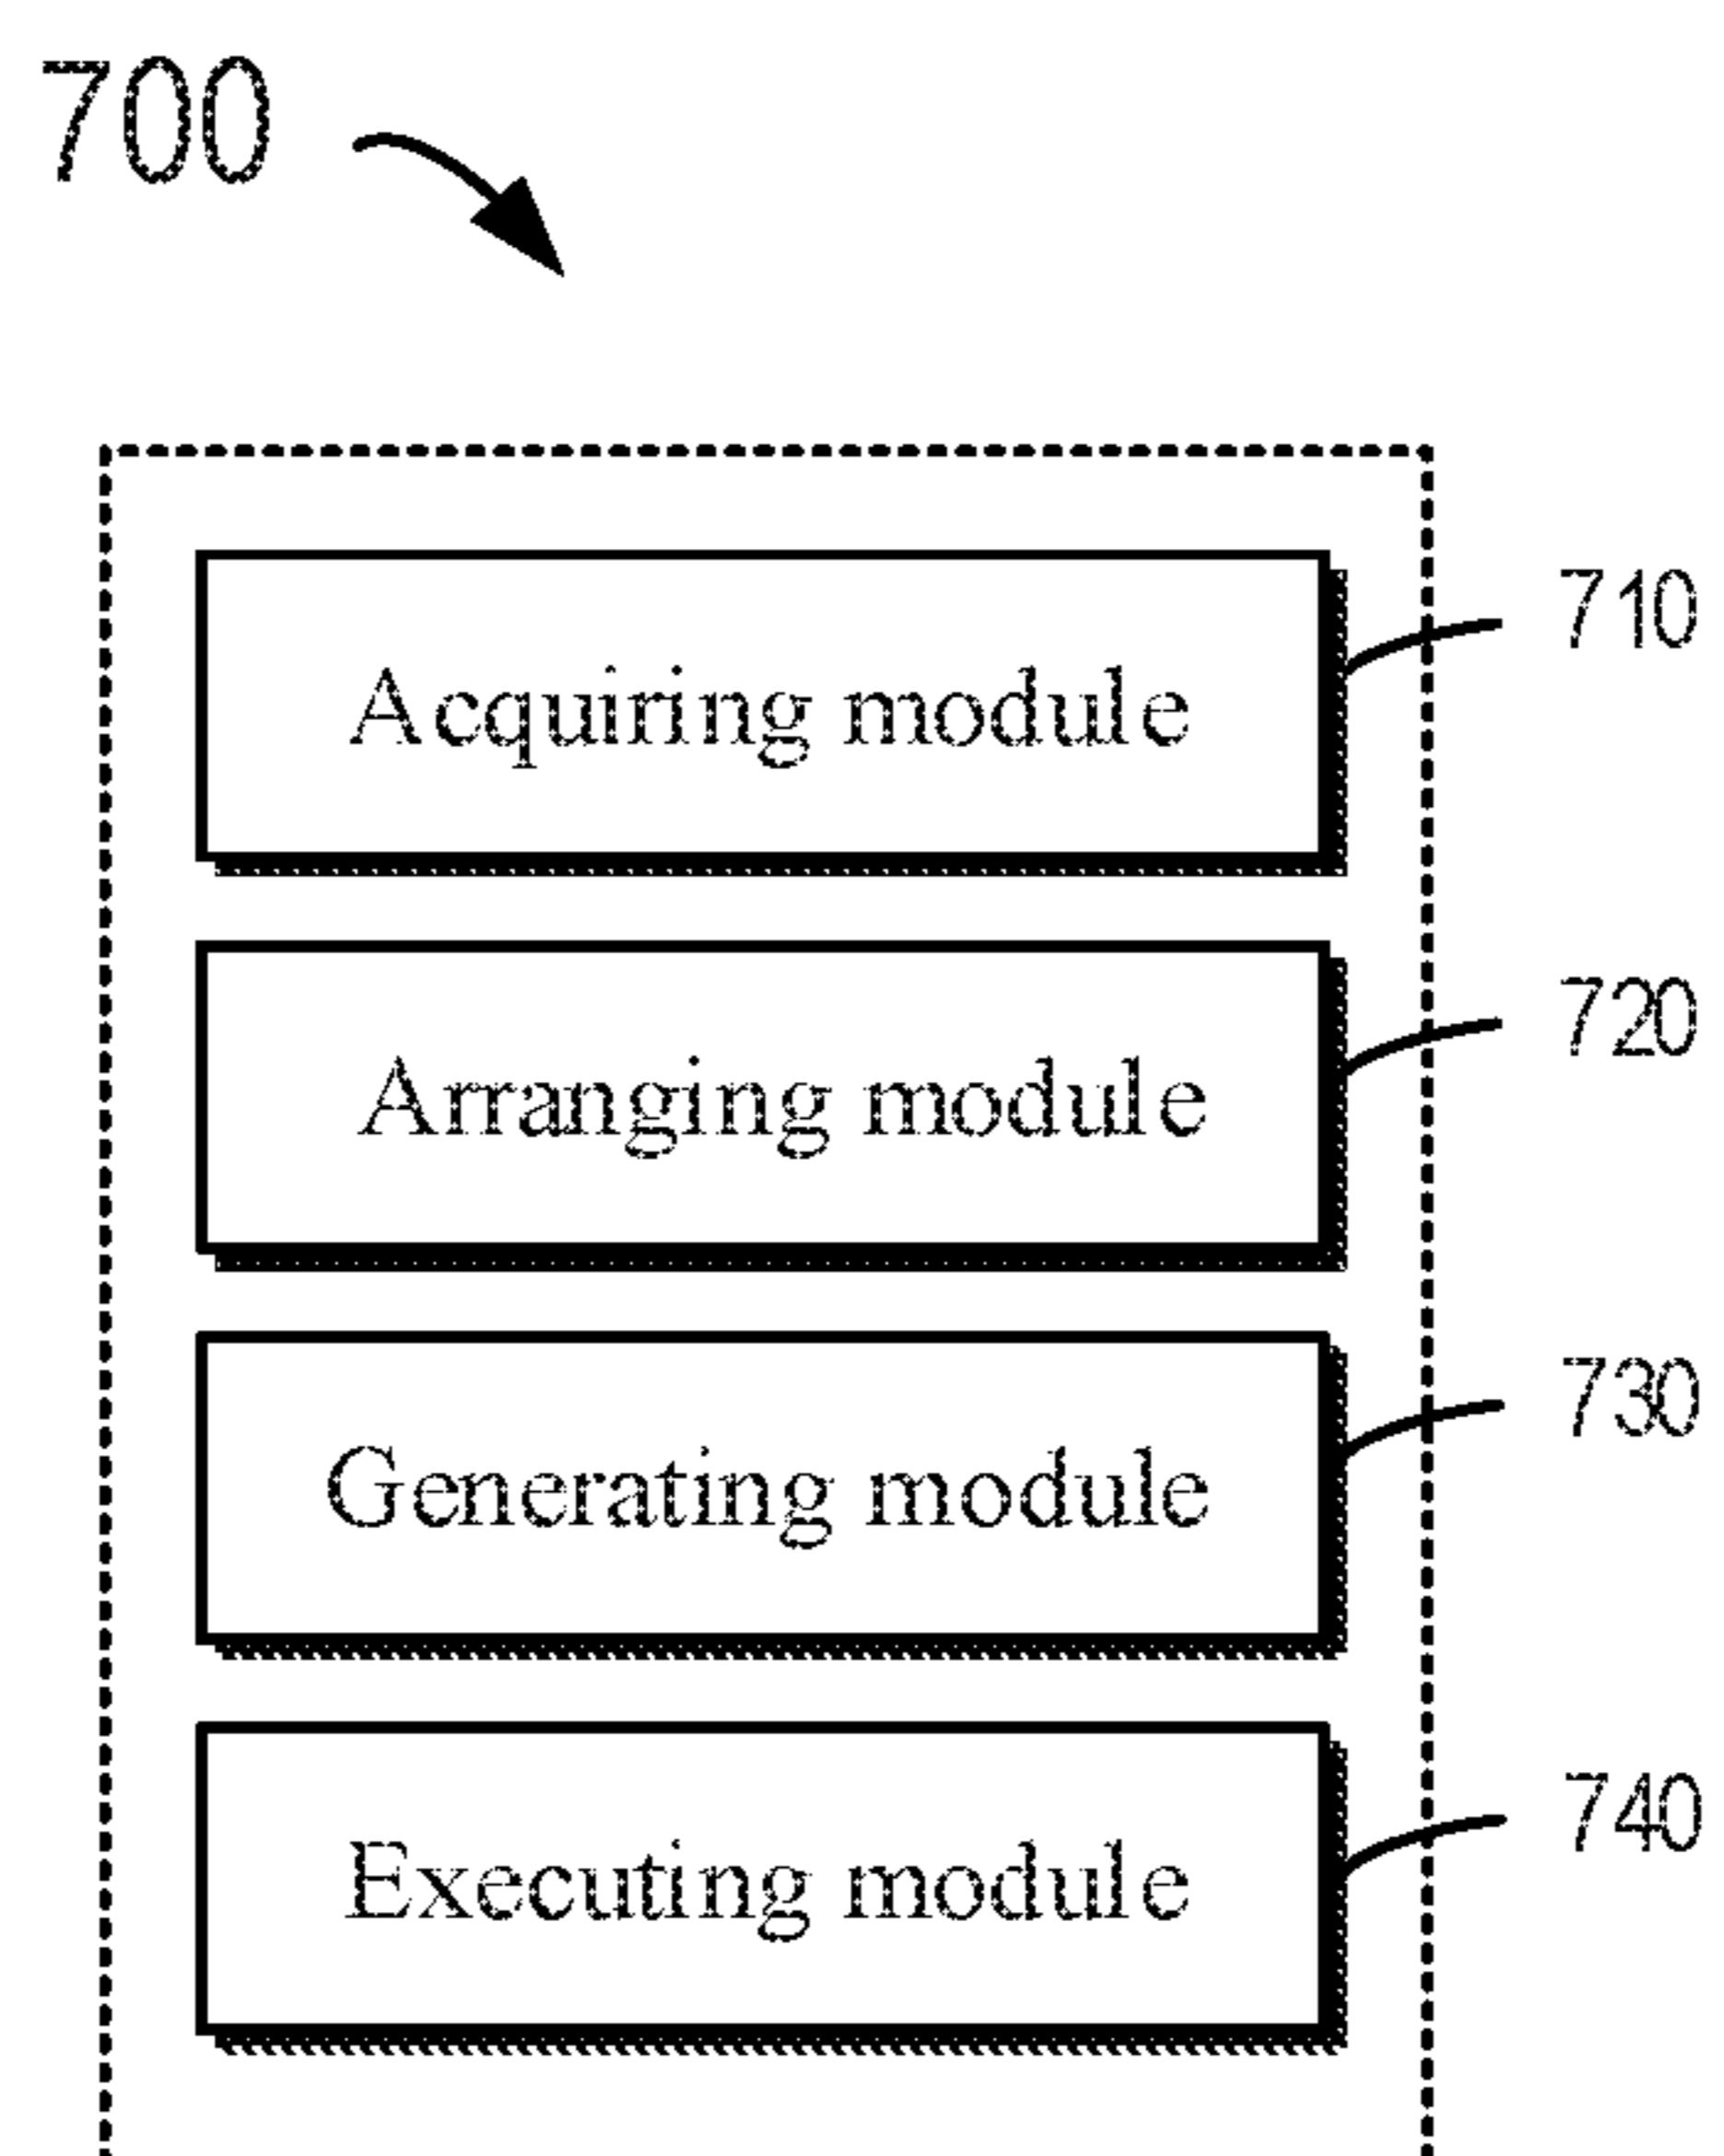 700
Acquiring module
710
Arranging module
720
Generating module
730
Executing module
740